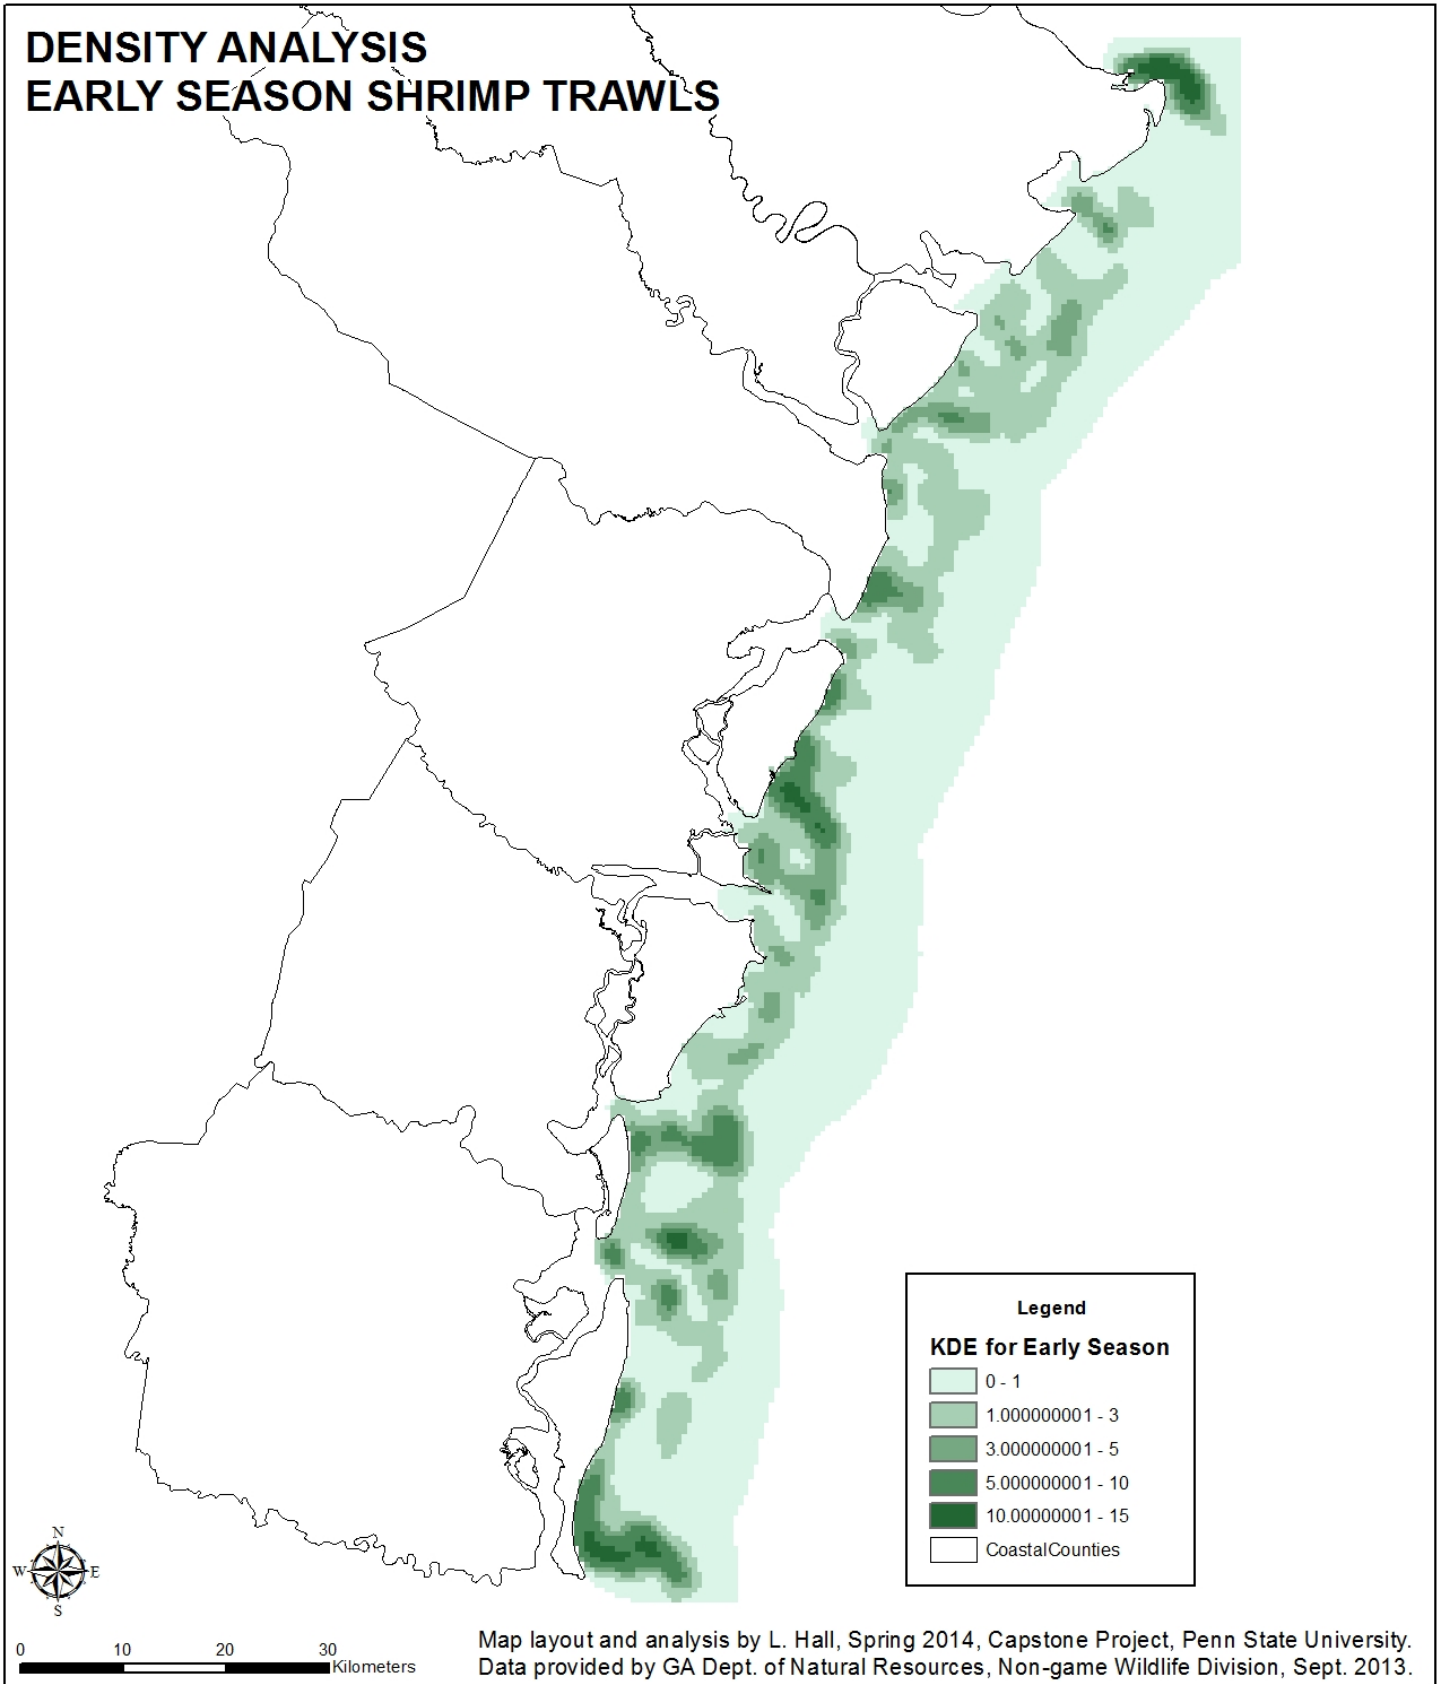 DENSITY ANALYSIS
EARLY SEASON SHRIMP TRAWLS
Legend
KDE for Early Season
0 - 1
1.000000001 - 3
3.000000001 - 5
5.000000001 - 10
10.00000001 - 15
CoastalCounties
N
W E
S
0 10 20 30
Kilometers
Map layout and analysis by L. Hall, Spring 2014, Capstone Project, Penn State University.
Data provided by GA Dept. of Natural Resources, Non-game Wildlife Division, Sept. 2013.